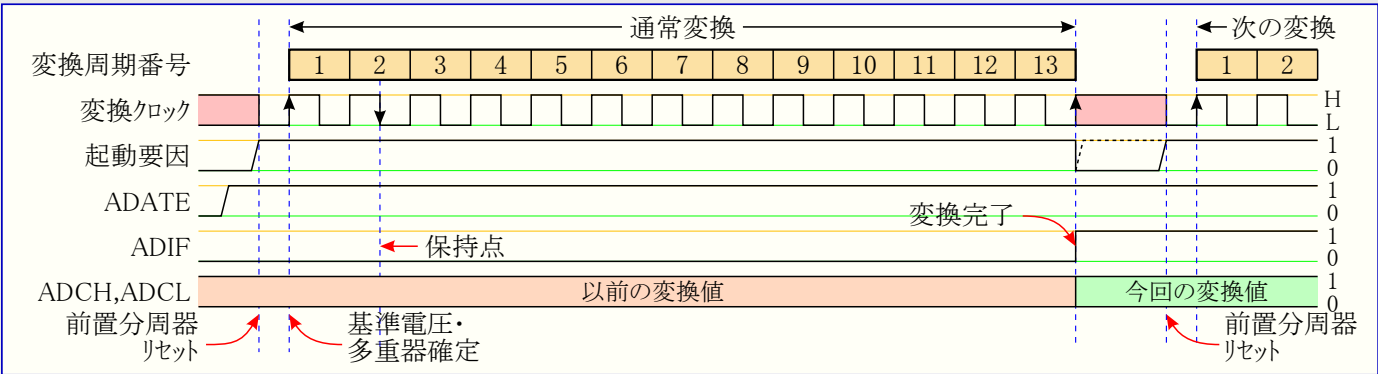 通常変換 次の変換
変換周期番号 1 2 3 4 5 6 7 8 9 10 11 12 13 1 2
変換クロック H
L
起動要因 1
0
ADATE 1
0
変換完了
ADIF 保持点 1
0
ADCH,ADCL 以前の変換値 今回の変換値 1
0
前置分周器
リセット
基準電圧・
多重器確定
前置分周器
リセット